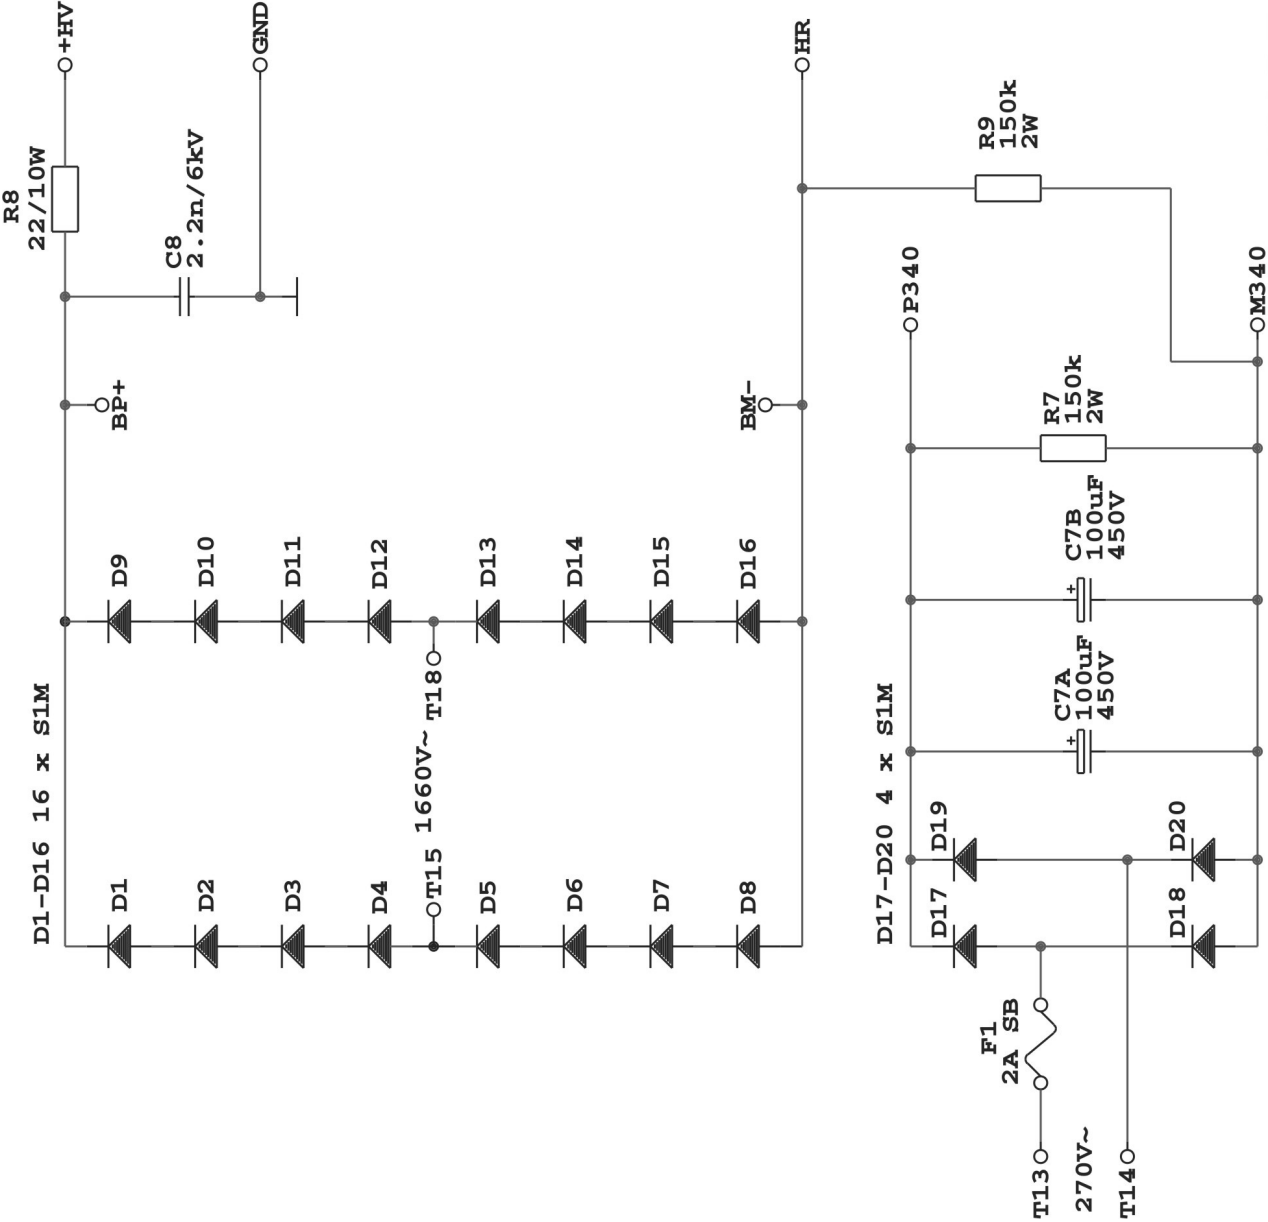 +HV
GND
HR
R8
22/10W
C8
2.2n/6kV
R9
150k
2W
P340
M340
BP+
BM-
R7
150k
2W
C7B
100uF
450V
+
C7A
100uF
450V
+
D9
D10
D11
D12
D13
D14
D15
D16
D1-D16 16 x S1M
T15 1660V~ T18
D17-D20 4 x S1M
D1
D2
D3
D4
D5
D6
D7
D8
D19
D20
D17
D18
F1
2A SB
T13
270V~
T14